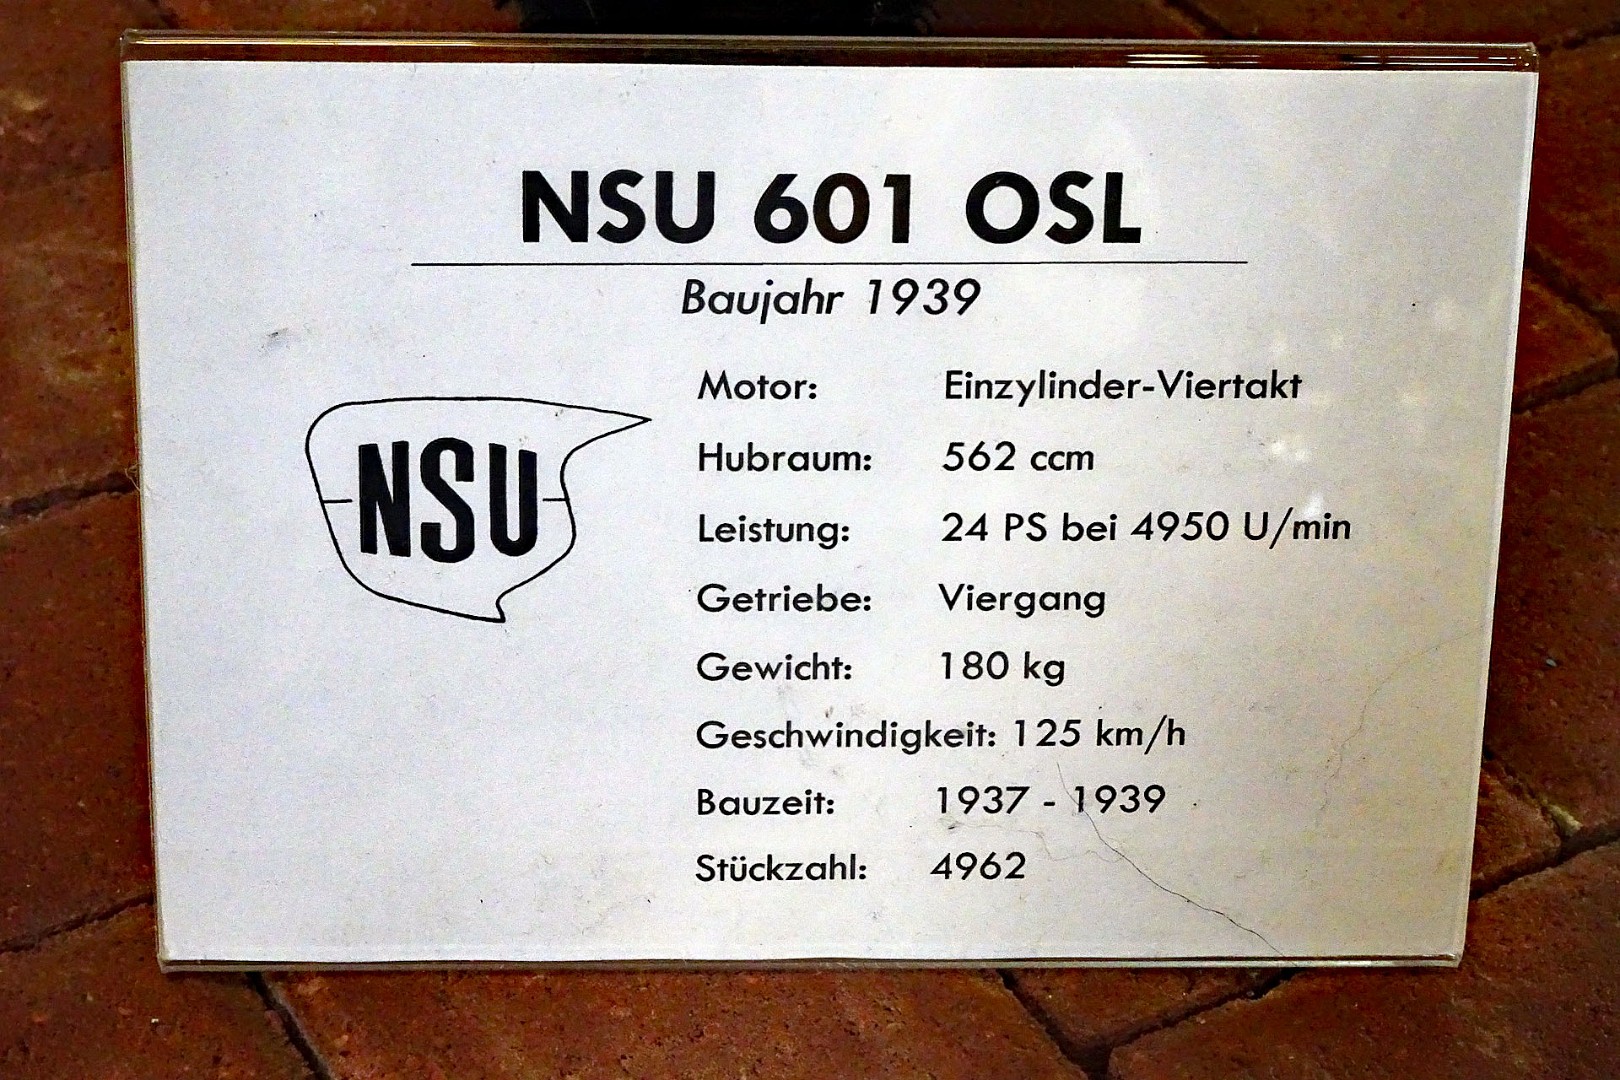 NSU 601 OSL
Baujahr 1939
NSU
Motor: Einzylinder-Viertakt
Hubraum: 562 ccm
Leistung: 24 PS bei 4950 U/min
Getriebe: Viergang
Gewicht: 180 kg
Geschwindigkeit: 125 km/h
Bauzeit: 1937 - 1939
Stückzahl: 4962